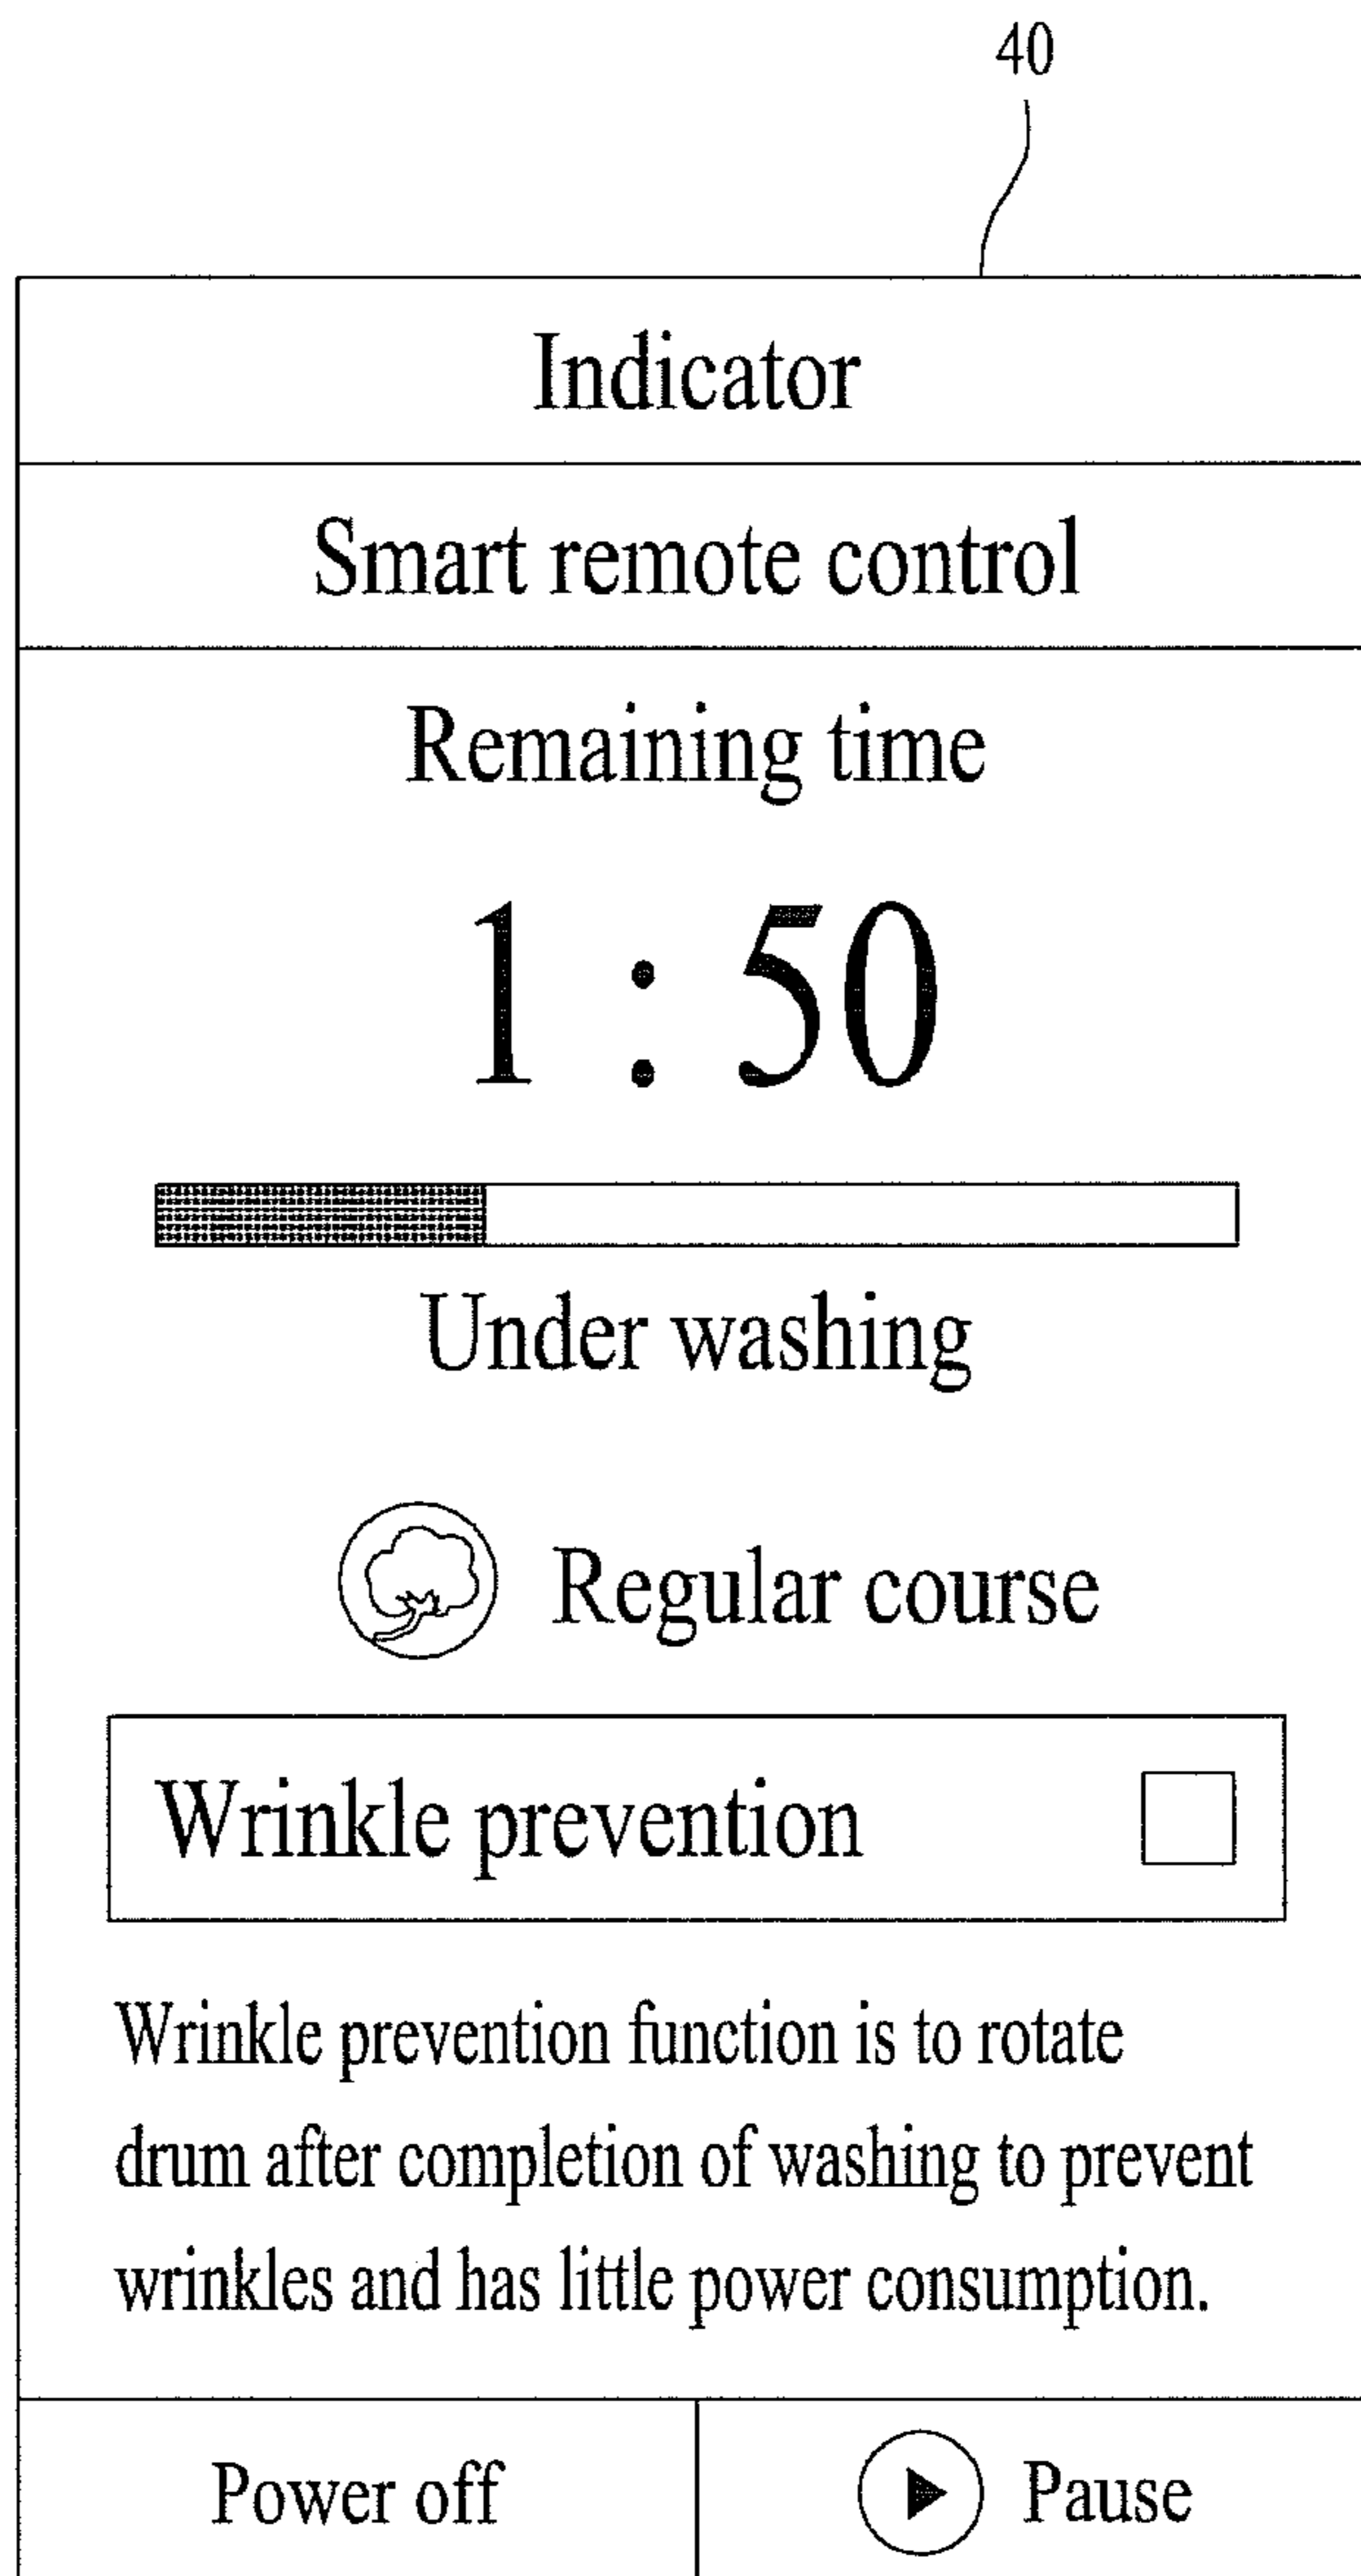 40
Indicator
Smart remote control
Remaining time
1 : 50
Under washing
Regular course
Wrinkle prevention
Wrinkle prevention function is to rotate
drum after completion of washing to prevent
wrinkles and has little power consumption.
Power off
Pause